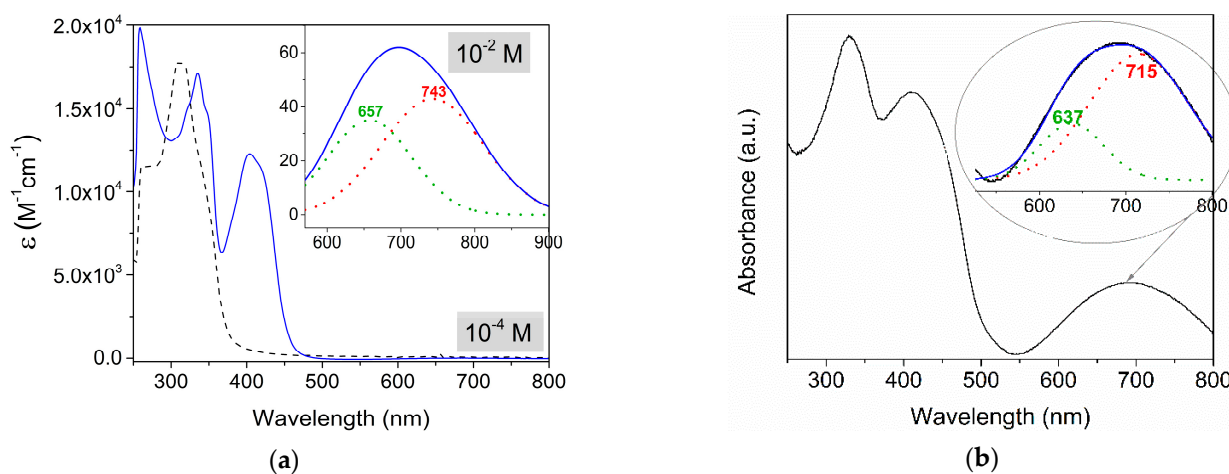 2.0x10⁴
1.5x10⁴
1.0x10⁴
5.0x10³
0.0
ε (M⁻¹cm⁻¹)
300 400 500 600 700 800
Wavelength (nm)
10⁻⁴ M
10⁻² M
60
40
20
0
657
743
600 700 800 900
(a)
Absorbance (a.u.)
300 400 500 600 700 800
Wavelength (nm)
637
715
600 700 800
(b)